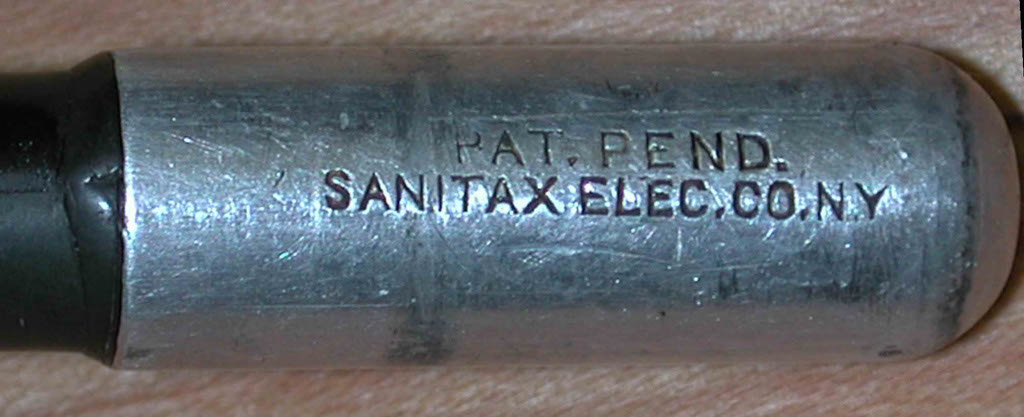 PAT. PEND.
SANITAX ELEC.CO.N.Y